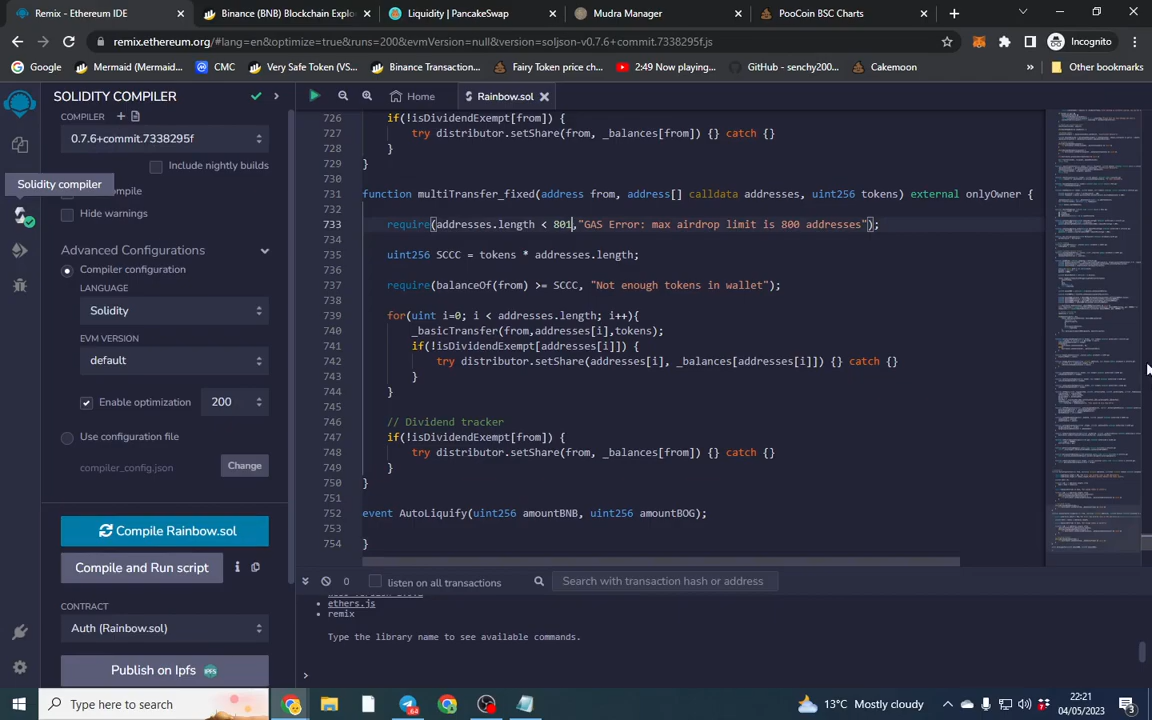 Remix - Ethereum IDE
Binance (BNB) Blockchain Explo
Liquidity | PancakeSwap
Mudra Manager
PooCoin BSC Charts
remix.ethereum.org/#lang=en&optimize=true&runs=200&evmVersion=null&version=soljson-v0.7.6+commit.7338295f.js
Incognito
Google
Mermaid (Mermaid...
CMC
Very Safe Token (VS...
Binance Transaction...
Fairy Token price ch...
2:49 Now playing...
GitHub - senchy200...
Cakemoon
Other bookmarks
SOLIDITY COMPILER
COMPILER
0.7.6+commit.7338295f
Include nightly builds
Solidity compiler
Hide warnings
Advanced Configurations
Compiler configuration
LANGUAGE
Solidity
EVM VERSION
default
Enable optimization
200
Use configuration file
compiler_config.json
Change
Compile Rainbow.sol
Compile and Run script
CONTRACT
Auth (Rainbow.sol)
Publish on Ipfs
Home
Rainbow.sol
726 if(!isDividendExempt[from]) {
727 try distributor.setShare(from, _balances[from]) {} catch {}
728 }
729 }
730
731 function multiTransfer_fixed(address from, address[] calldata addresses, uint256 tokens) external onlyOwner {
732
733 require(addresses.length < 801,"GAS Error: max airdrop limit is 800 addresses");
734
735 uint256 SCCC = tokens * addresses.length;
736
737 require(balanceOf(from) >= SCCC, "Not enough tokens in wallet");
738
739 for(uint i=0; i < addresses.length; i++){
740 _basicTransfer(from,addresses[i],tokens);
741 if(!isDividendExempt[addresses[i]]) {
742 try distributor.setShare(addresses[i], _balances[addresses[i]]) {} catch {}
743 }
744 }
745
746 // Dividend tracker
747 if(!isDividendExempt[from]) {
748 try distributor.setShare(from, _balances[from]) {} catch {}
749 }
750 }
751
752 event AutoLiquify(uint256 amountBNB, uint256 amountBOG);
753
754 }
0
listen on all transactions
Search with transaction hash or address
• ethers.js
• remix
Type the library name to see available commands.
>
Type here to search
64
13°C Mostly cloudy
22:21
04/05/2023
3